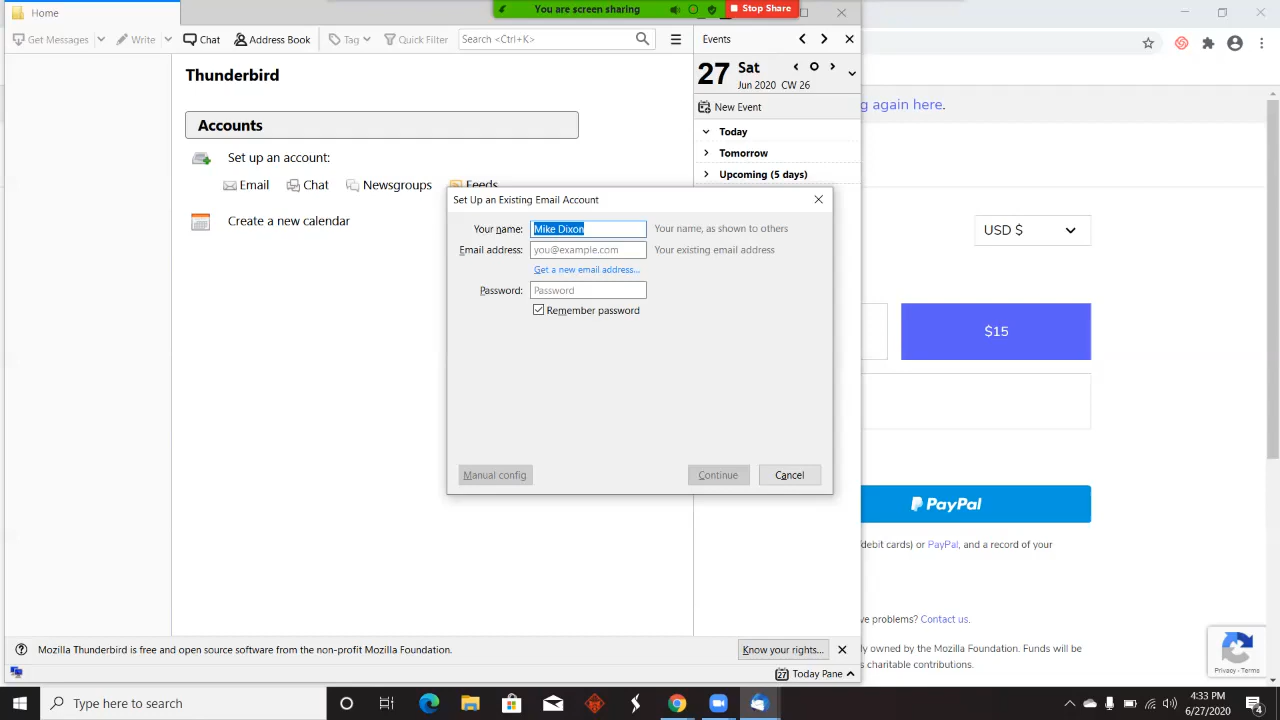 Home
You are screen sharing
Stop Share
Get Messages
Write
Chat
Address Book
Tag
Quick Filter
Search <Ctrl+K>
Events
Thunderbird
27
Sat
Jun 2020 CW 26
g again here.
New Event
Accounts
Today
Set up an account:
Tomorrow
Upcoming (5 days)
Email
Chat
Newsgroups
Feeds
Set Up an Existing Email Account
Create a new calendar
Your name:
Mike Dixon
Your name, as shown to others
USD $
Email address:
you@example.com
Your existing email address
Get a new email address...
Password:
Password
Remember password
$15
Manual config
Continue
Cancel
PayPal
/debit cards) or PayPal, and a record of your
ve problems? Contact us.
ly owned by the Mozilla Foundation. Funds will be
s charitable contributions.
Mozilla Thunderbird is free and open source software from the non-profit Mozilla Foundation.
Know your rights...
Privacy - Terms
27
Today Pane
Type here to search
4:33 PM
6/27/2020
4